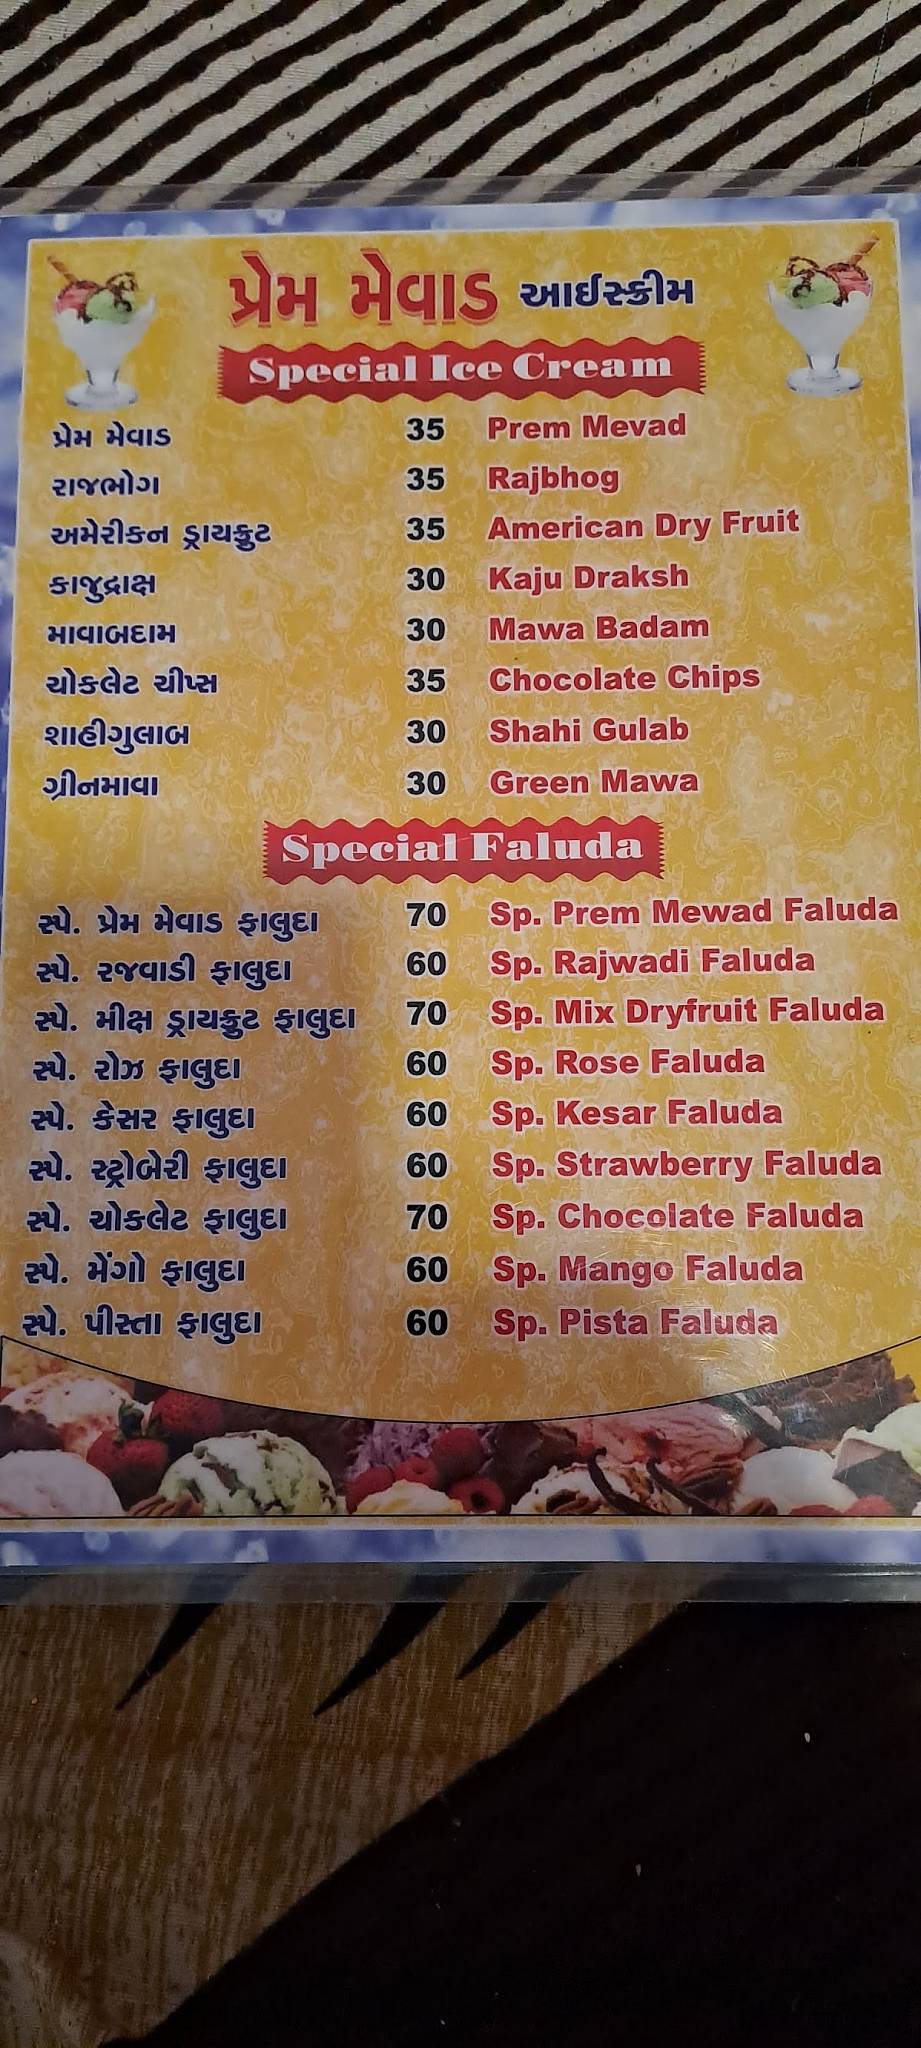 પ્રેમ મેવાડ આઈસ્ક્રીમ
Special Ice Cream
પ્રેમ મેવાડ 35 Prem Mevad
રાજભોગ 35 Rajbhog
અમેરીકન ડ્રાયફ્રુટ 35 American Dry Fruit
કાજુદ્રાક્ષ 30 Kaju Draksh
માવાબદામ 30 Mawa Badam
ચોકલેટ ચીપ્સ 35 Chocolate Chips
શાહીગુલાબ 30 Shahi Gulab
ગ્રીનમાવા 30 Green Mawa
Special Faluda
સ્પે. પ્રેમ મેવાડ ફાલુદા 70 Sp. Prem Mewad Faluda
સ્પે. રજવાડી ફાલુદા 60 Sp. Rajwadi Faluda
સ્પે. મીક્ષ ડ્રાયફ્રુટ ફાલુદા 70 Sp. Mix Dryfruit Faluda
સ્પે. રોઝ ફાલુદા 60 Sp. Rose Faluda
સ્પે. કેસર ફાલુદા 60 Sp. Kesar Faluda
સ્પે. સ્ટ્રોબેરી ફાલુદા 60 Sp. Strawberry Faluda
સ્પે. ચોકલેટ ફાલુદા 70 Sp. Chocolate Faluda
સ્પે. મેંગો ફાલુદા 60 Sp. Mango Faluda
સ્પે. પીસ્તા ફાલુદા 60 Sp. Pista Faluda